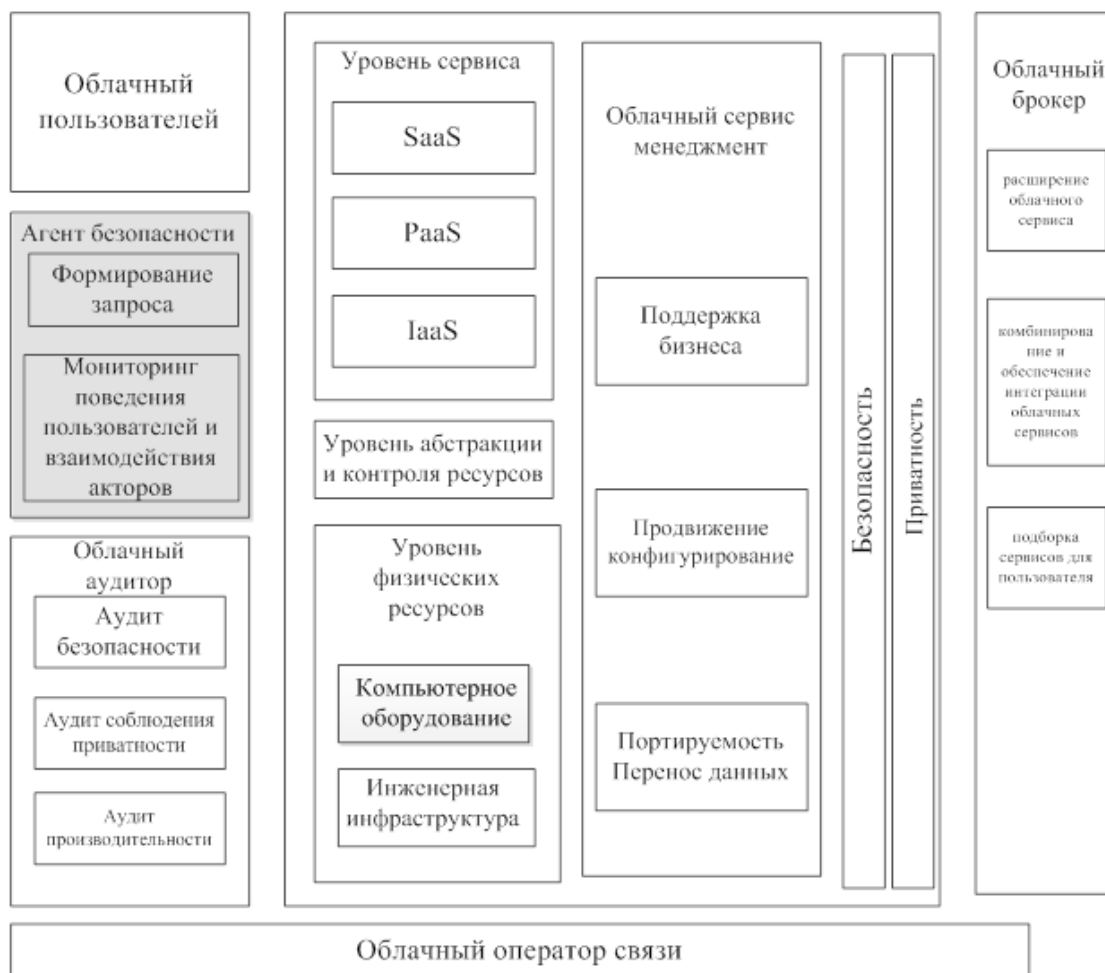 Облачный
пользователей
Агент безопасности
Формирование
запроса
Мониторинг
поведения
пользователей и
взаимодействия
акторов
Облачный
аудитор
Аудит
безопасности
Аудит соблюдения
приватности
Аудит
производительности
Уровень сервиса
SaaS
PaaS
IaaS
Уровень абстракции
и контроля ресурсов
Уровень
физических
ресурсов
Компьютерное
оборудование
Инженерная
инфраструктура
Облачный сервис
менеджмент
Поддержка
бизнеса
Продвижение
конфигурирование
Портируемость
Перенос данных
Безопасность
Приватность
Облачный
брокер
расширение
облачного
сервиса
комбинирова
ние и
обеспечение
интеграции
облачных
сервисов
подборка
сервисов для
пользователя
Облачный оператор связи